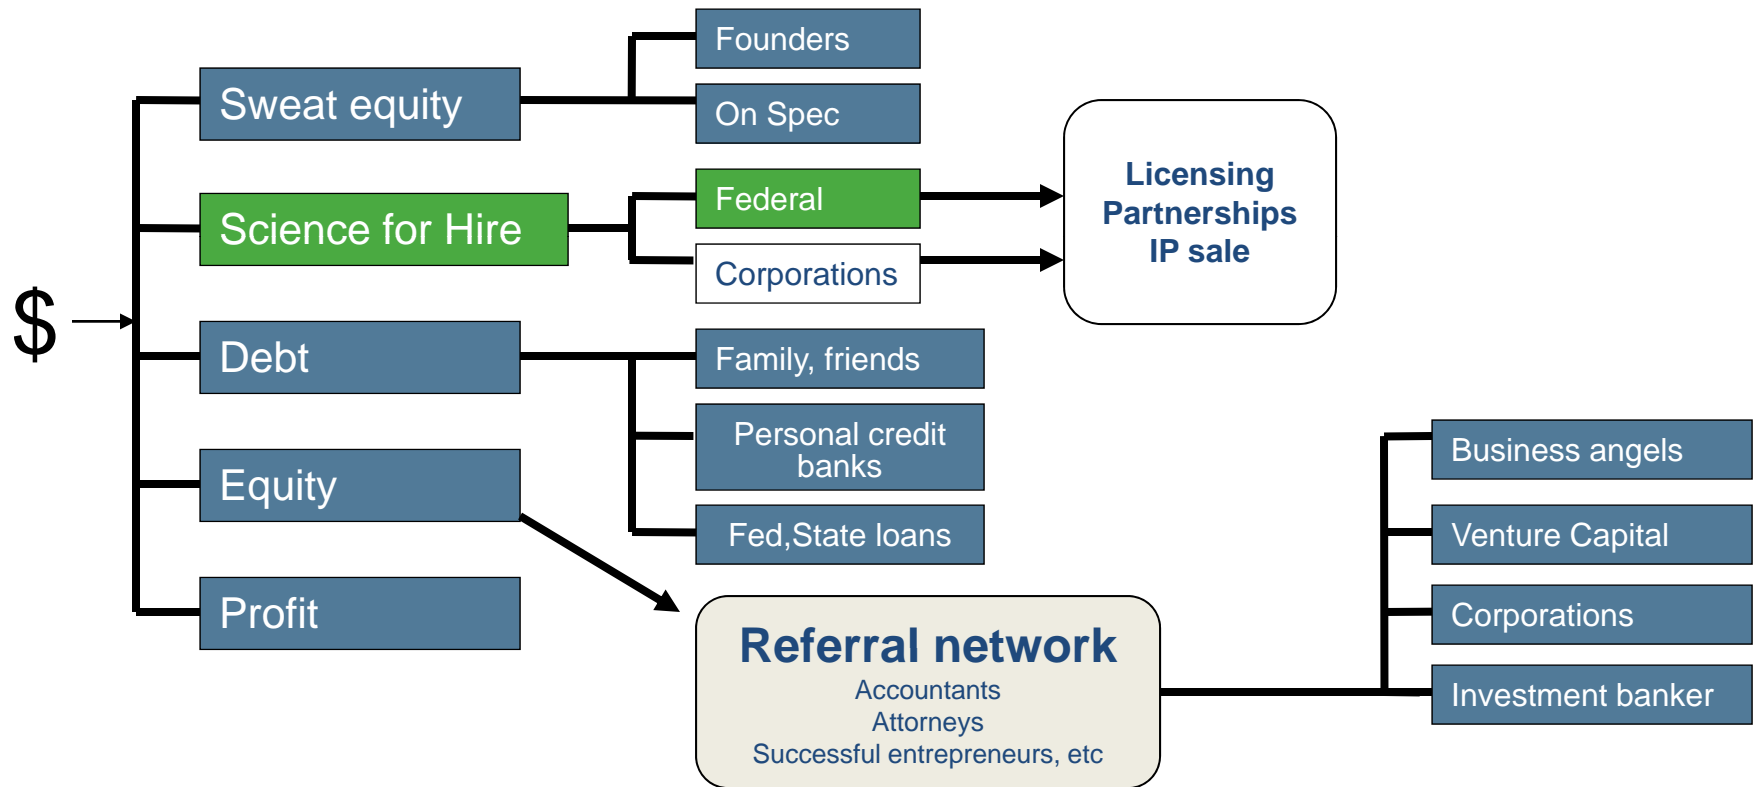 $
Sweat equity
Founders
On Spec
Science for Hire
Federal
Corporations
Licensing
Partnerships
IP sale
Debt
Family, friends
Personal credit
banks
Fed,State loans
Equity
Referral network
Accountants
Attorneys
Successful entrepreneurs, etc
Business angels
Venture Capital
Corporations
Investment banker
Profit